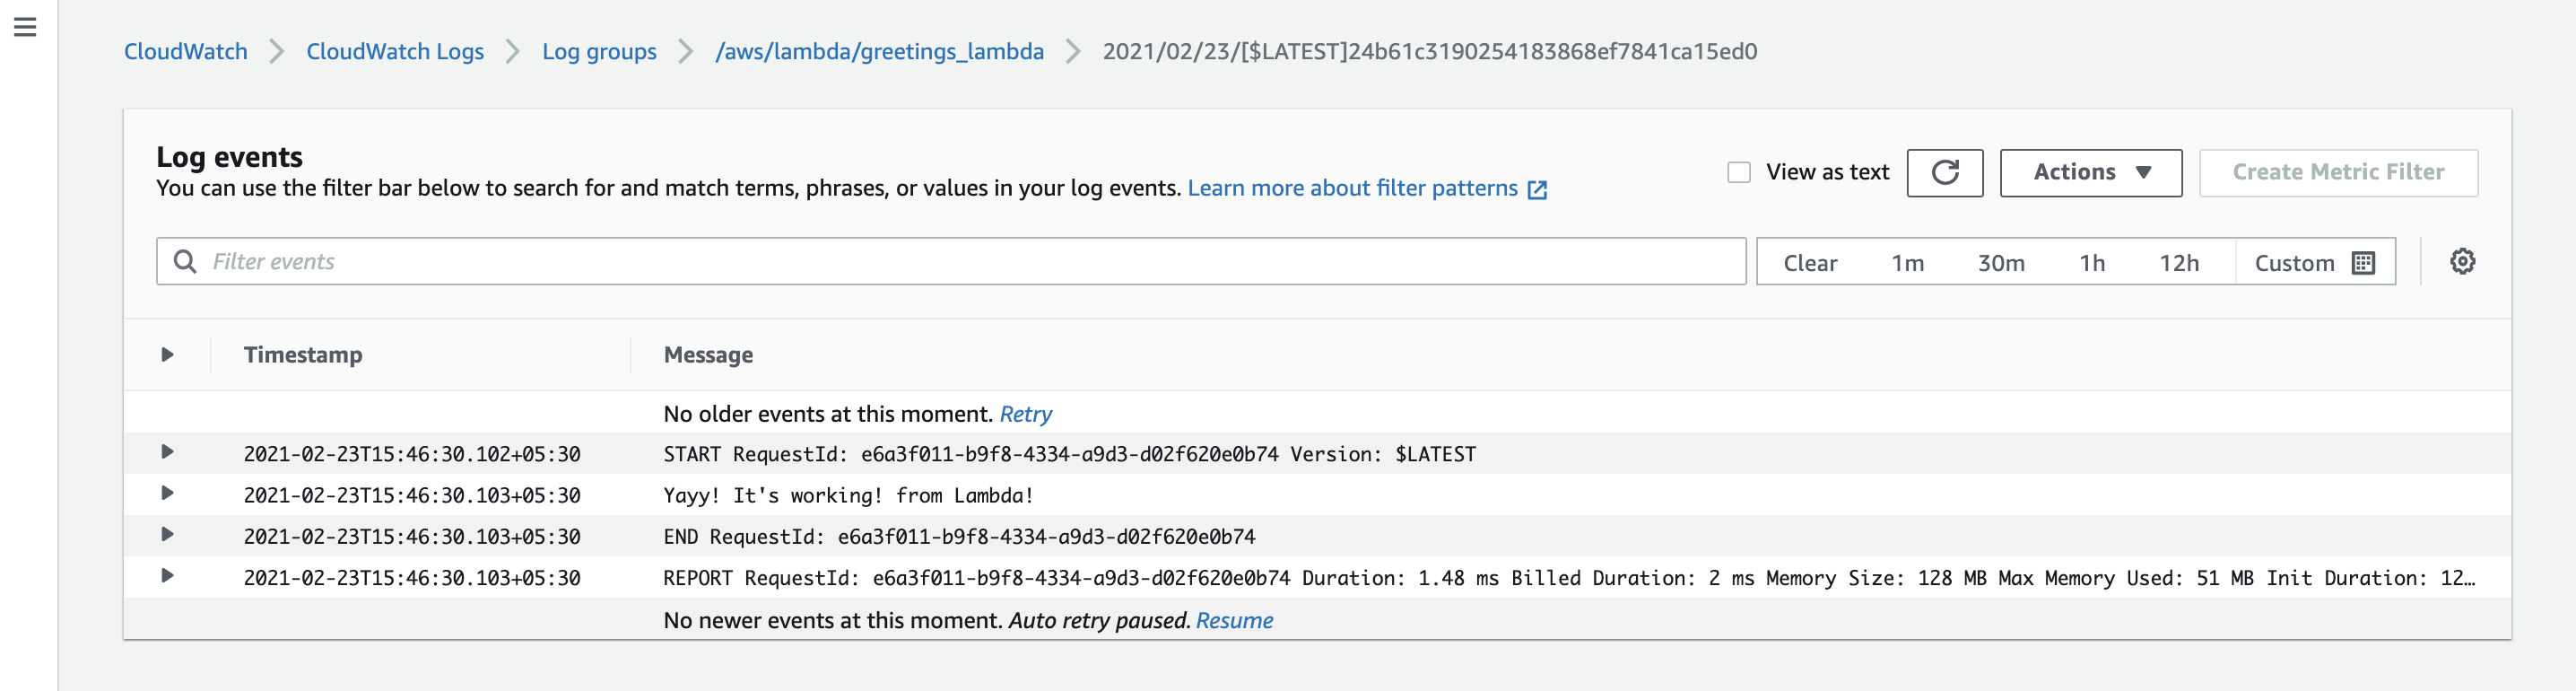 CloudWatch > CloudWatch Logs > Log groups > /aws/lambda/greetings_lambda > 2021/02/23/[$LATEST]24b61c3190254183868ef7841ca15ed0
Log events
You can use the filter bar below to search for and match terms, phrases, or values in your log events. Learn more about filter patterns
View as text Actions Create Metric Filter
Filter events Clear 1m 30m 1h 12h Custom
Timestamp Message
No older events at this moment. Retry
2021-02-23T15:46:30.102+05:30 START RequestId: e6a3f011-b9f8-4334-a9d3-d02f620e0b74 Version: $LATEST
2021-02-23T15:46:30.103+05:30 Yayy! It's working! from Lambda!
2021-02-23T15:46:30.103+05:30 END RequestId: e6a3f011-b9f8-4334-a9d3-d02f620e0b74
2021-02-23T15:46:30.103+05:30 REPORT RequestId: e6a3f011-b9f8-4334-a9d3-d02f620e0b74 Duration: 1.48 ms Billed Duration: 2 ms Memory Size: 128 MB Max Memory Used: 51 MB Init Duration: 12…
No newer events at this moment. Auto retry paused. Resume